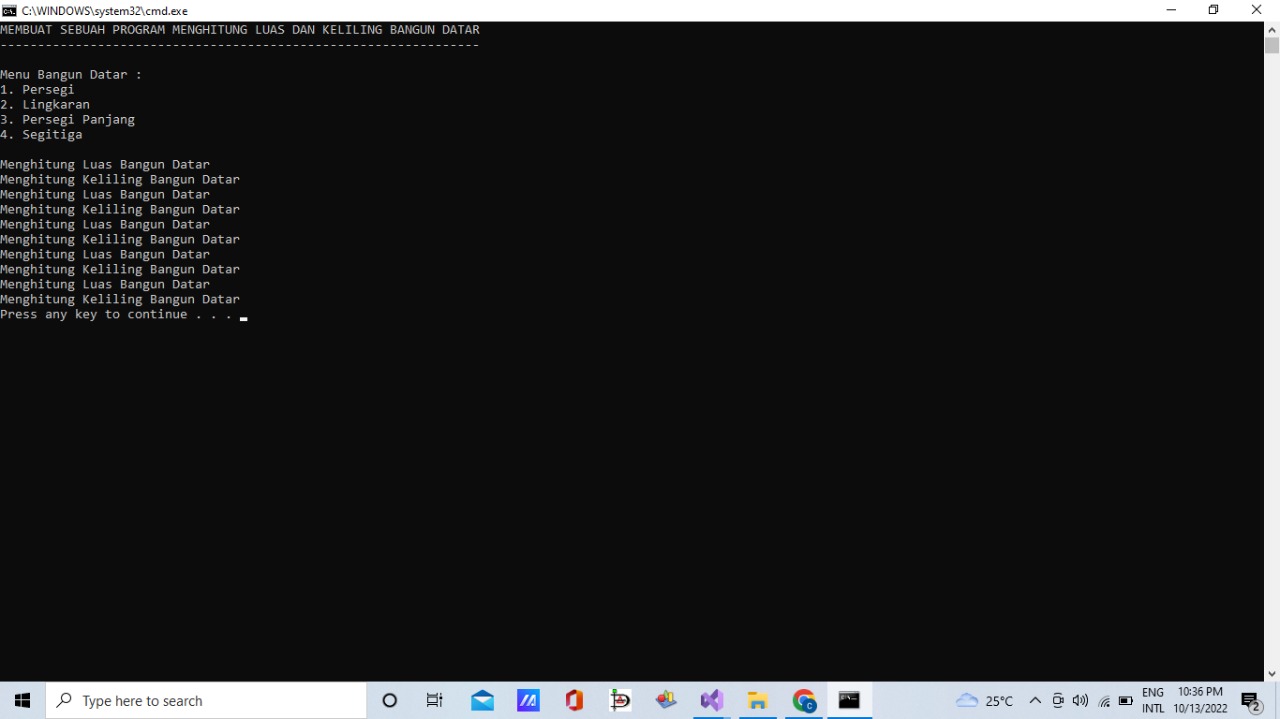 C:\WINDOWS\system32\cmd.exe
MEMBUAT SEBUAH PROGRAM MENGHITUNG LUAS DAN KELILING BANGUN DATAR
----------------------------------------------------------------
Menu Bangun Datar :
1. Persegi
2. Lingkaran
3. Persegi Panjang
4. Segitiga
Menghitung Luas Bangun Datar
Menghitung Keliling Bangun Datar
Menghitung Luas Bangun Datar
Menghitung Keliling Bangun Datar
Menghitung Luas Bangun Datar
Menghitung Keliling Bangun Datar
Menghitung Luas Bangun Datar
Menghitung Keliling Bangun Datar
Menghitung Luas Bangun Datar
Menghitung Keliling Bangun Datar
Press any key to continue . . .
Type here to search
25°C
ENG
INTL
10:36 PM
10/13/2022
2